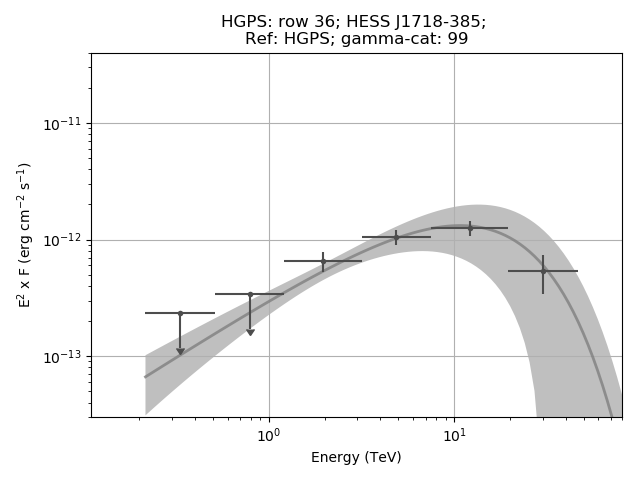 HGPS: row 36; HESS J1718-385;
Ref: HGPS; gamma-cat: 99
E² x F (erg cm⁻² s⁻¹)
10⁻¹¹
10⁻¹²
10⁻¹³
10⁰ 10¹
Energy (TeV)